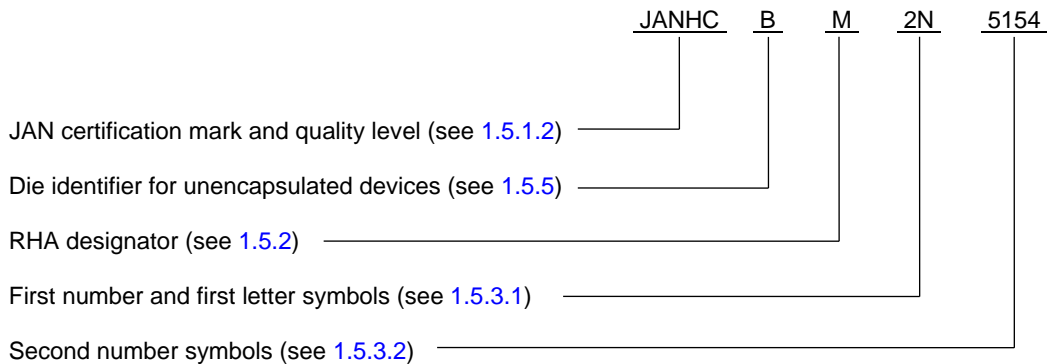 JANHC B M 2N 5154
JAN certification mark and quality level (see 1.5.1.2)
Die identifier for unencapsulated devices (see 1.5.5)
RHA designator (see 1.5.2)
First number and first letter symbols (see 1.5.3.1)
Second number symbols (see 1.5.3.2)